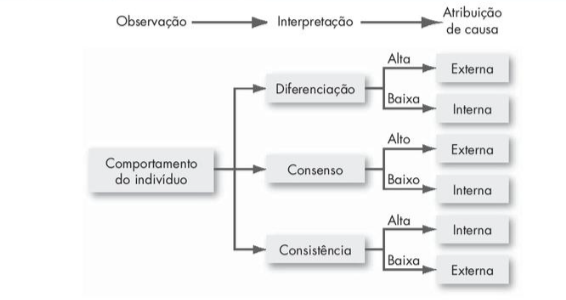 Observação
Interpretação
Atribuição
de causa
Comportamento
do indivíduo
Diferenciação
Alta
Externa
Baixa
Interna
Consenso
Alto
Externa
Baixo
Interna
Consistência
Alta
Interna
Baixa
Externa